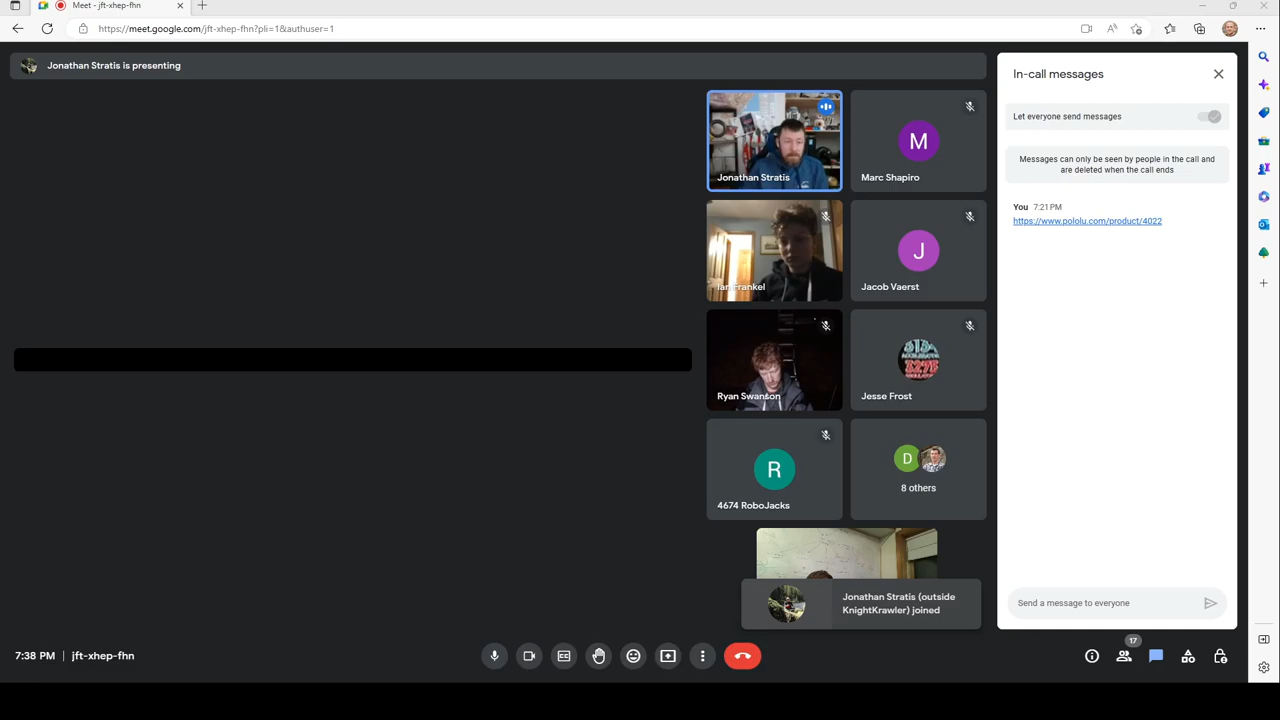 Meet - jft-xhep-fhn
https://meet.google.com/jft-xhep-fhn?pli=1&authuser=1
Jonathan Stratis is presenting
In-call messages
Let everyone send messages
Messages can only be seen by people in the call and
are deleted when the call ends
You 7:21 PM
https://www.pololu.com/product/4022
Jonathan Stratis
M
Marc Shapiro
Ian Frankel
J
Jacob Vaerst
Ryan Swanson
3134
ACCELERATOR
3275
Jesse Frost
R
4674 RoboJacks
D
8 others
Jonathan Stratis (outside
KnightKrawler) joined
Send a message to everyone
7:38 PM | jft-xhep-fhn
17